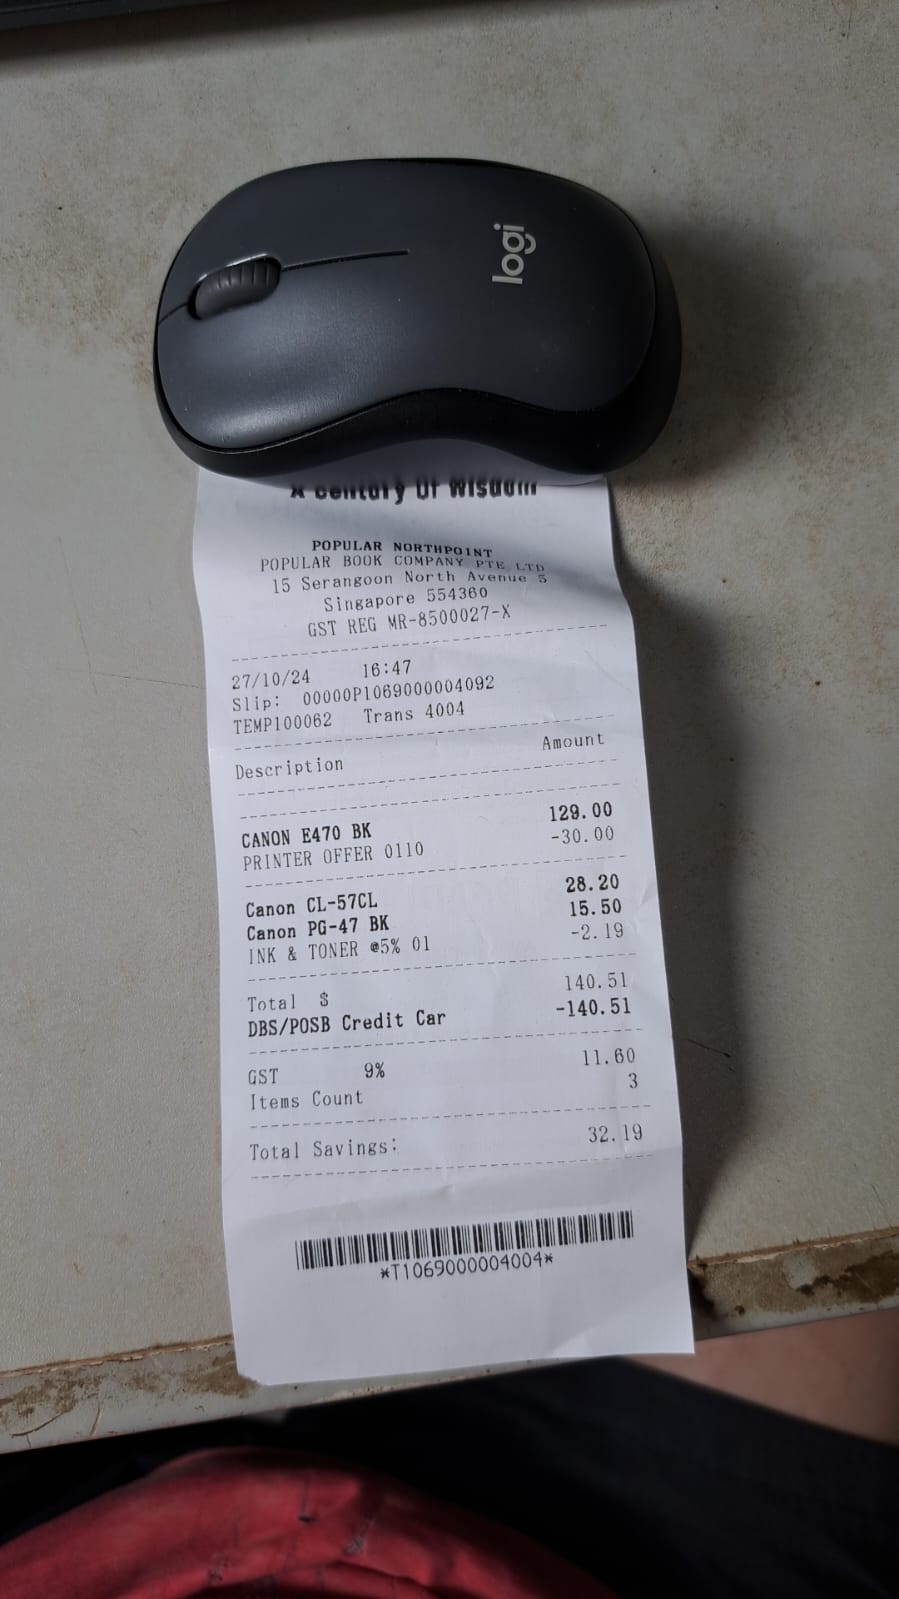 logi
A Century Of Wisdom
POPULAR NORTHPOINT
POPULAR BOOK COMPANY PTE LTD
15 Serangoon North Avenue 5
Singapore 554360
GST REG MR-8500027-X
27/10/24 16:47
Slip: 00000P1069000004092
TEMP100062 Trans 4004
Description Amount
CANON E470 BK 129.00
PRINTER OFFER 0110 -30.00
Canon CL-57CL 28.20
Canon PG-47 BK 15.50
INK & TONER @5% 01 -2.19
Total $ 140.51
DBS/POSB Credit Car -140.51
GST 9% 11.60
Items Count 3
Total Savings: 32.19
*T1069000004004*